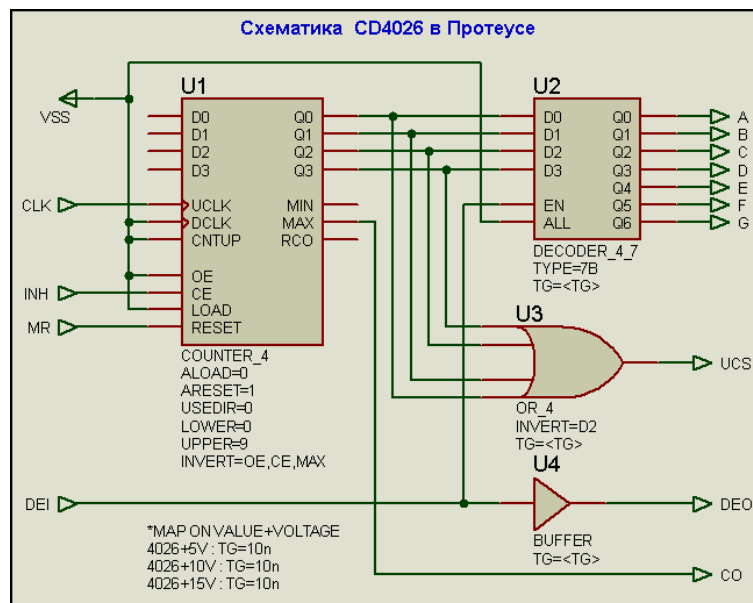 Схематика CD4026 в Протеусе
U1
U2
VSS
D0 Q0
D1 Q1
D2 Q2
D3 Q3
D0 Q0
D1 Q1
D2 Q2
D3 Q3
Q4
EN Q5
ALL Q6
A
B
C
D
E
F
G
CLK
UCLK MIN
DCLK MAX
CNTUP RCO
OE
INH
CE
LOAD
MR
RESET
DECODER_4_7
TYPE=7B
TG=<TG>
U3
COUNTER_4
ALOAD=0
ARESET=1
USEDIR=0
LOWER=0
UPPER=9
INVERT=OE,CE,MAX
UCS
OR_4
INVERT=D2
TG=<TG>
U4
DEI
DEO
BUFFER
TG=<TG>
*MAP ON VALUE+VOLTAGE
4026+5V : TG=10n
4026+10V : TG=10n
4026+15V : TG=10n
CO